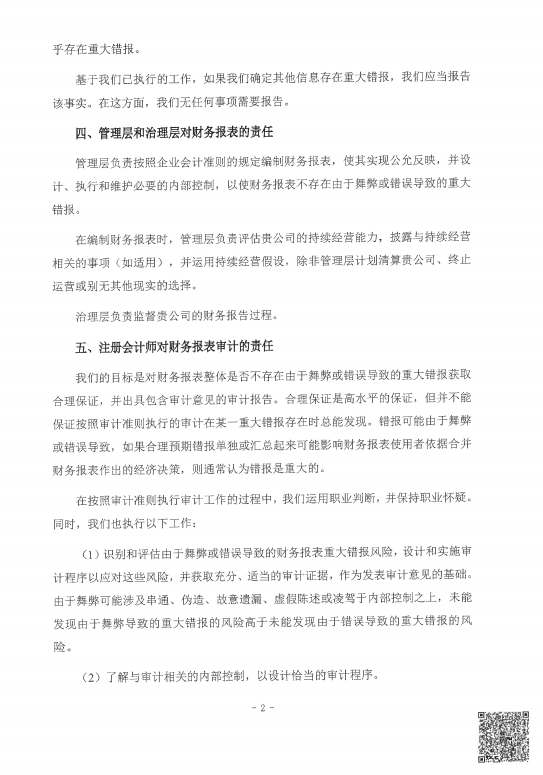 乎存在重大错报。
基于我们已执行的工作，如果我们确定其他信息存在重大错报，我们应当报告
该事实。在这方面，我们无任何事项需要报告。
四、管理层和治理层对财务报表的责任
管理层负责按照企业会计准则的规定编制财务报表，使其实现公允反映，并设
计、执行和维护必要的内部控制，以使财务报表不存在由于舞弊或错误导致的重大
错报。
在编制财务报表时，管理层负责评估贵公司的持续经营能力，披露与持续经营
相关的事项（如适用），并运用持续经营假设，除非管理层计划清算贵公司、终止
运营或别无其他现实的选择。
治理层负责监督贵公司的财务报告过程。
五、注册会计师对财务报表审计的责任
我们的目标是对财务报表整体是否不存在由于舞弊或错误导致的重大错报获取
合理保证，并出具包含审计意见的审计报告。合理保证是高水平的保证，但并不能
保证按照审计准则执行的审计在某一重大错报存在时总能发现。错报可能由于舞弊
或错误导致，如果合理预期错报单独或汇总起来可能影响财务报表使用者依据合并
财务报表作出的经济决策，则通常认为错报是重大的。
在按照审计准则执行审计工作的过程中，我们运用职业判断，并保持职业怀疑。
同时，我们也执行以下工作：
（1）识别和评估由于舞弊或错误导致的财务报表重大错报风险，设计和实施审
计程序以应对这些风险，并获取充分、适当的审计证据，作为发表审计意见的基础。
由于舞弊可能涉及串通、伪造、故意遗漏、虚假陈述或凌驾于内部控制之上，未能
发现由于舞弊导致的重大错报的风险高于未能发现由于错误导致的重大错报的风
险。
（2）了解与审计相关的内部控制，以设计恰当的审计程序。
- 2 -